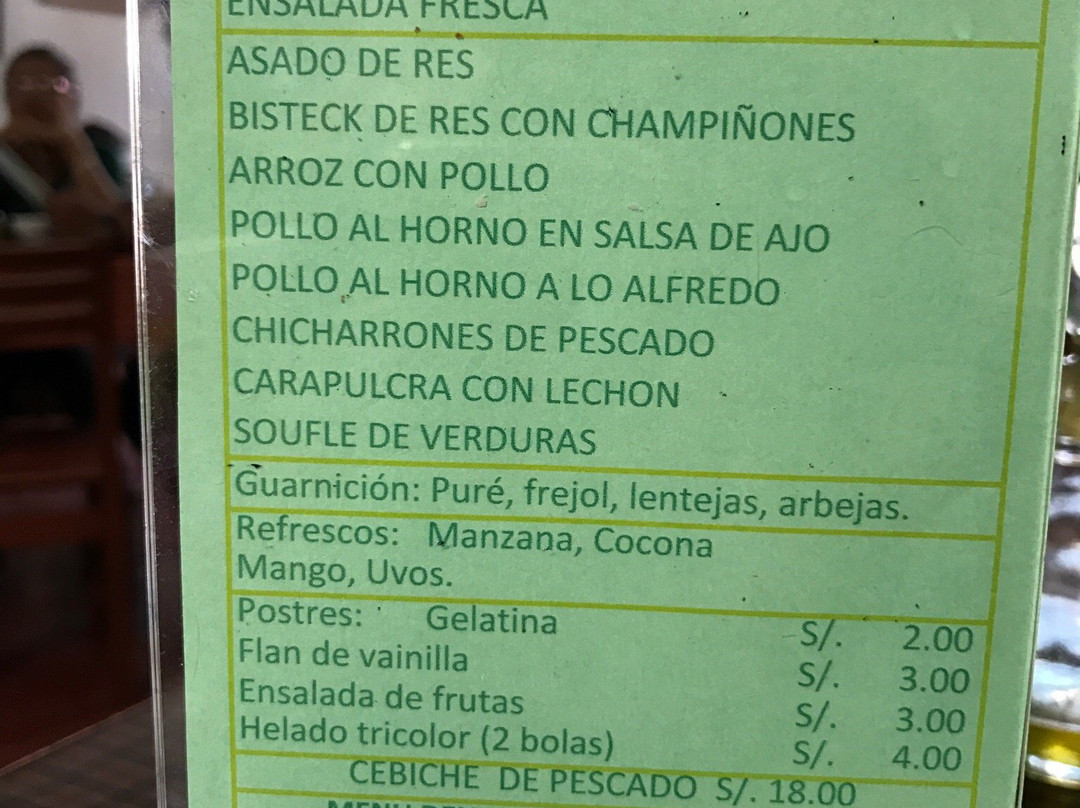 ENSALADA FRESCA
ASADO DE RES
BISTECK DE RES CON CHAMPIÑONES
ARROZ CON POLLO
POLLO AL HORNO EN SALSA DE AJO
POLLO AL HORNO A LO ALFREDO
CHICHARRONES DE PESCADO
CARAPULCRA CON LECHON
SOUFLE DE VERDURAS
Guarnición: Puré, frejol, lentejas, arbejas.
Refrescos: Manzana, Cocona
Mango, Uvos.
Postres: Gelatina S/. 2.00
Flan de vainilla S/. 3.00
Ensalada de frutas S/. 3.00
Helado tricolor (2 bolas) S/. 4.00
CEBICHE DE PESCADO S/. 18.00